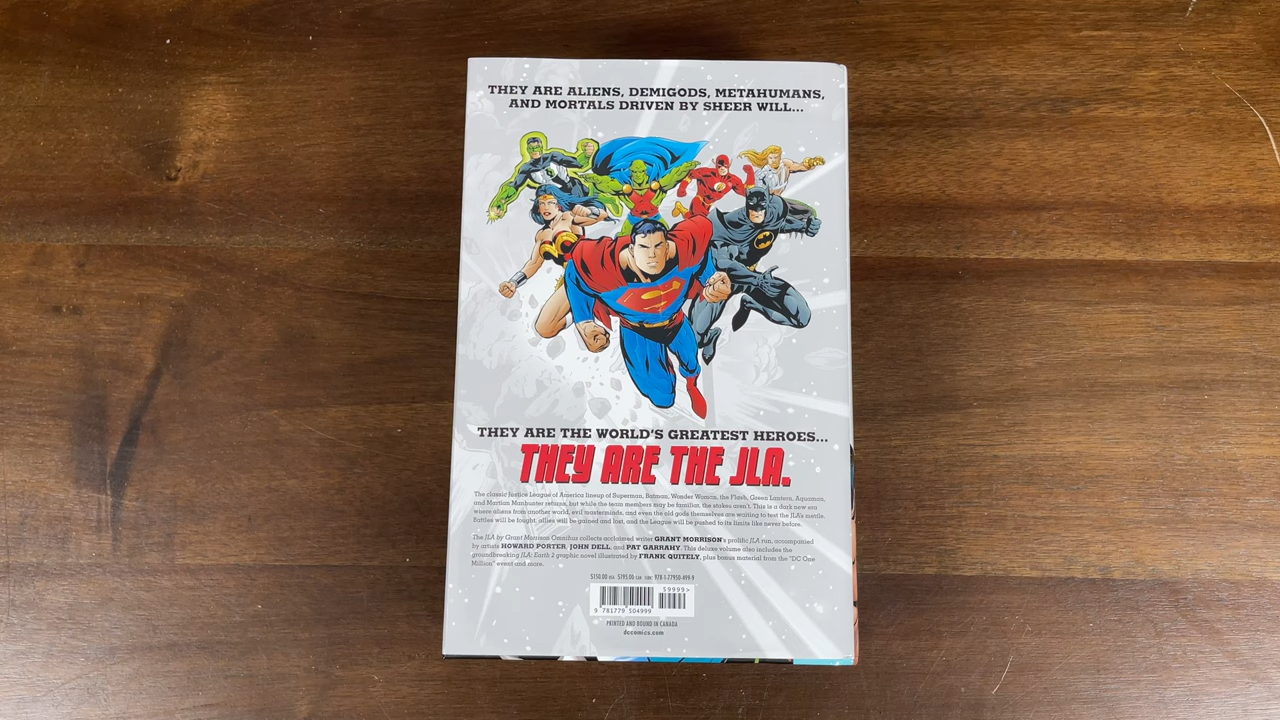 THEY ARE ALIENS, DEMIGODS, METAHUMANS,
AND MORTALS DRIVEN BY SHEER WILL...
THEY ARE THE WORLD'S GREATEST HEROES...
THEY ARE THE JLA.
The classic Justice League of America lineup of Superman, Batman, Wonder Woman, the Flash, Green Lantern, Aquaman,
and Martian Manhunter returns, but while the team members may be familiar, the stakes aren't. This is a dark new era
where aliens from another world, evil masterminds, and even the old gods themselves are waiting to test the JLA's mettle.
Battles will be fought, allies will be gained and lost, and the League will be pushed to its limits like never before.
The JLA by Grant Morrison Omnibus collects acclaimed writer GRANT MORRISON's prolific JLA run, accompanied
by artists HOWARD PORTER, JOHN DELL, and PAT GARRAHY. This deluxe volume also includes the
groundbreaking JLA: Earth 2 graphic novel illustrated by FRANK QUITELY, plus bonus material from the "DC One
Million" event and more.
$150.00 USA $195.00 CAN ISBN: 978-1-77950-499-9
59999>
9 781779 504999
PRINTED AND BOUND IN CANADA
dccomics.com